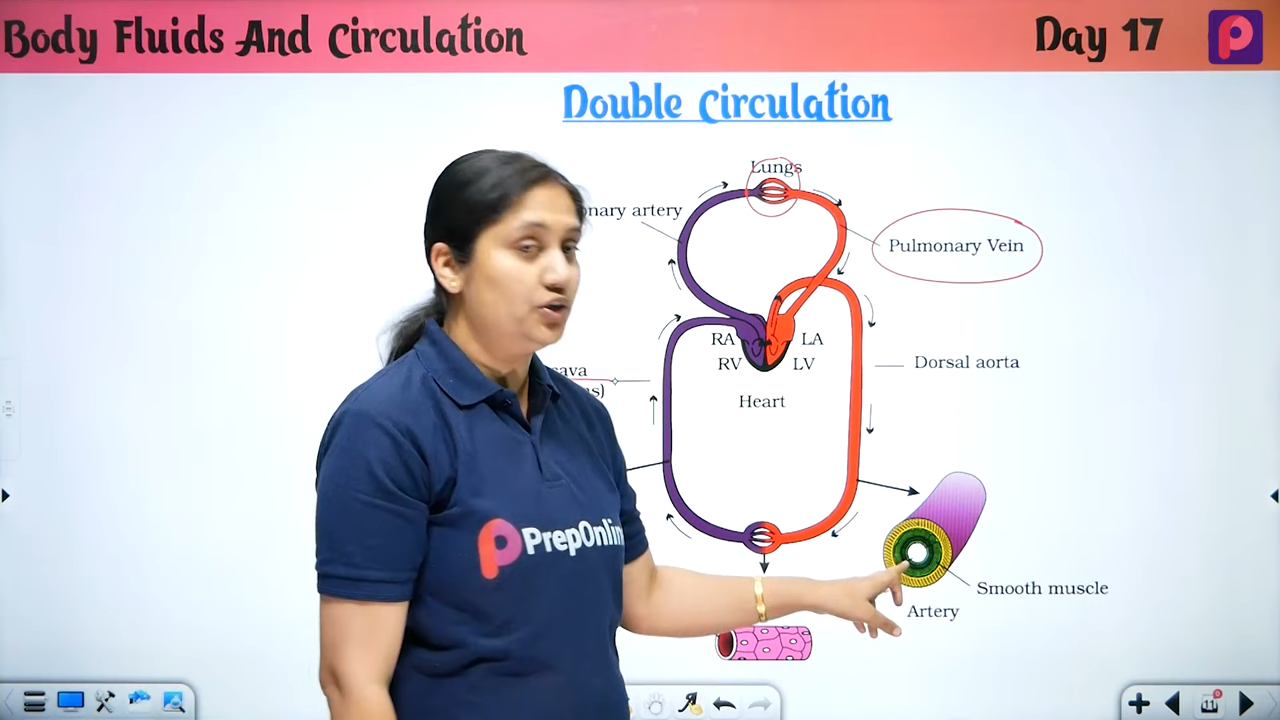 Body Fluids And Circulation
Day 17
Double Circulation
Lungs
onary artery
Pulmonary Vein
RA
LA
RV
LV
Dorsal aorta
cava
s)
Heart
PrepOnlin
Smooth muscle
Artery
11